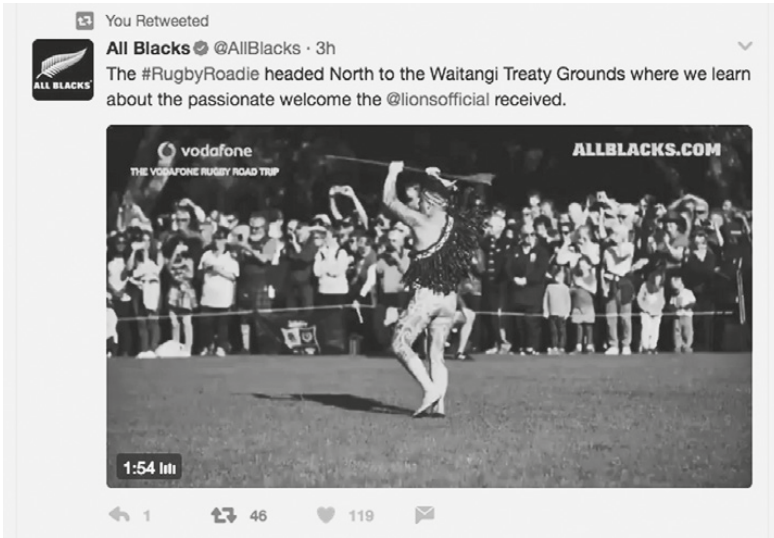 You Retweeted
All Blacks @AllBlacks · 3h
ALL BLACKS
The #RugbyRoadie headed North to the Waitangi Treaty Grounds where we learn
about the passionate welcome the @lionsofficial received.
vodafone
ALLBLACKS.COM
THE VODAFONE RUGBY ROAD TRIP
1:54
1 46 119